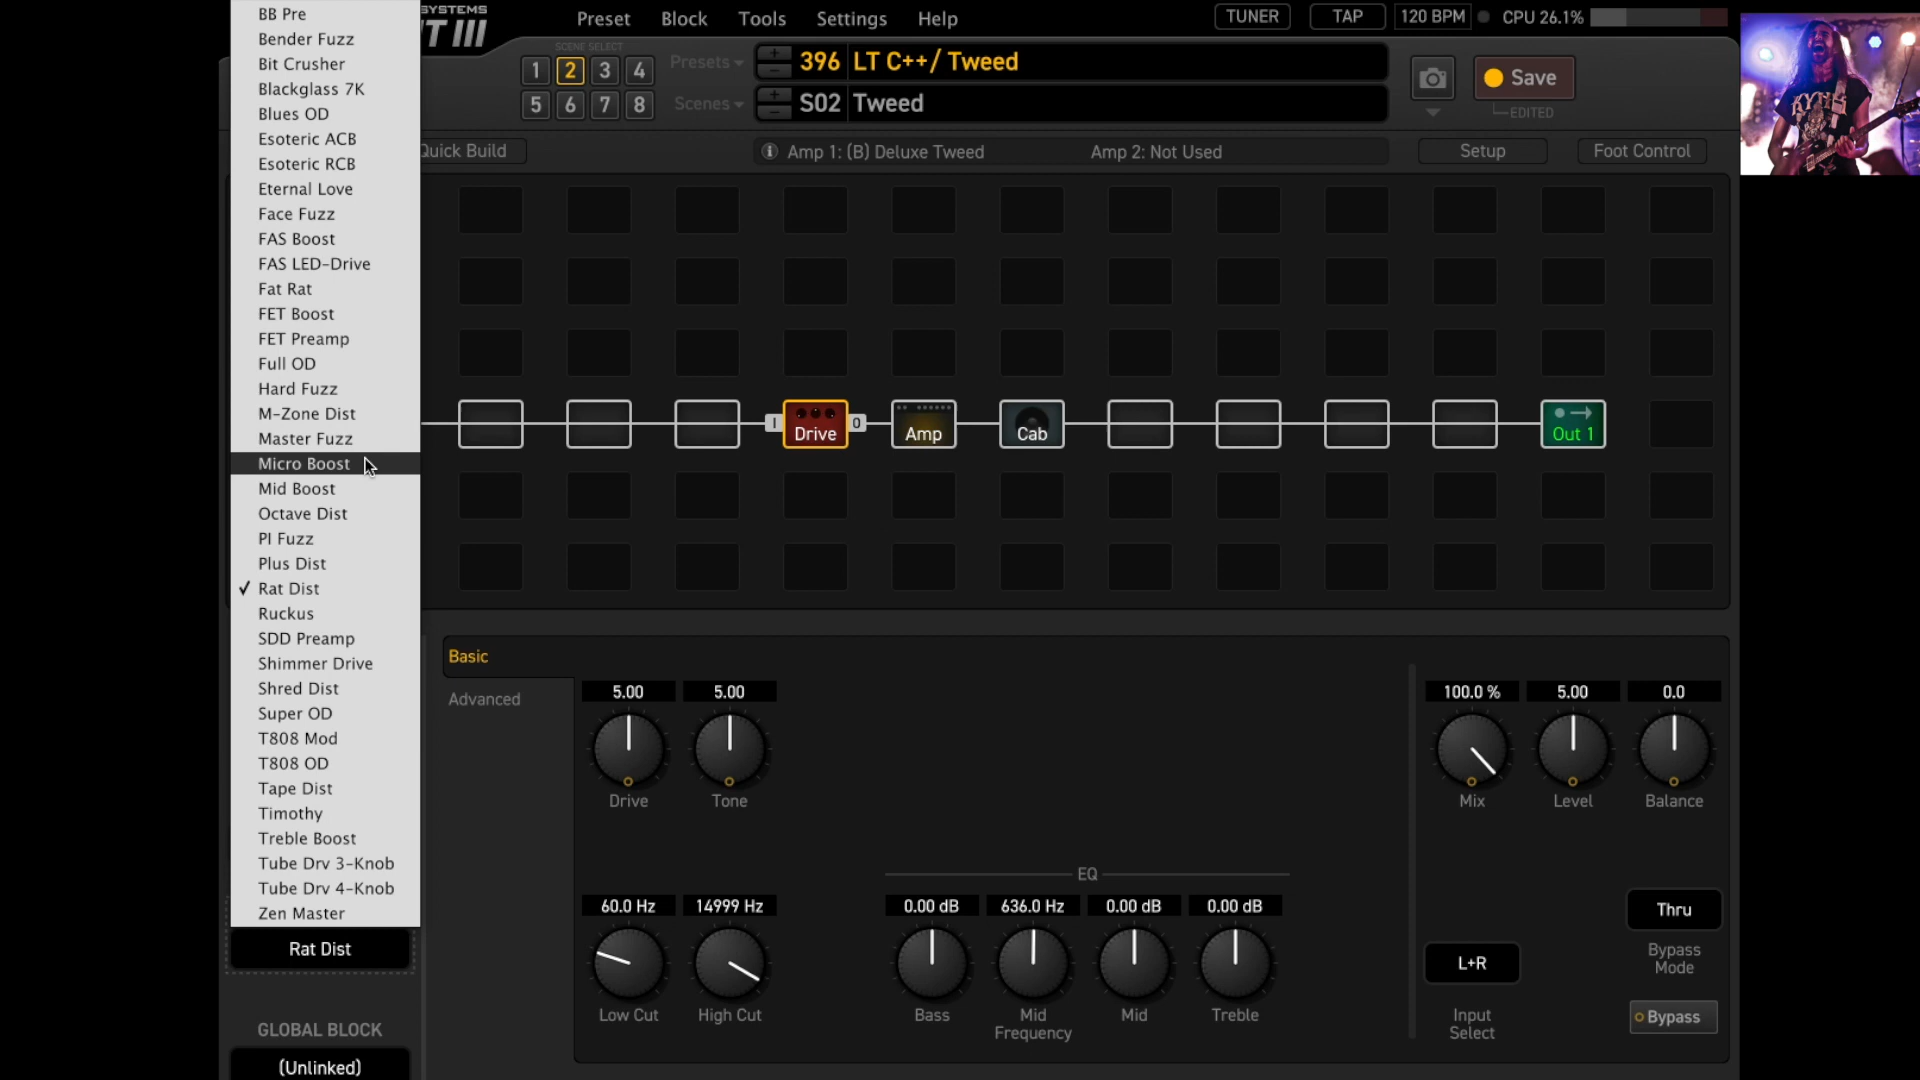 BB Pre
Bender Fuzz
Bit Crusher
Blackglass 7K
Blues OD
Esoteric ACB
Esoteric RCB
Eternal Love
Face Fuzz
FAS Boost
FAS LED-Drive
Fat Rat
FET Boost
FET Preamp
Full OD
Hard Fuzz
M-Zone Dist
Master Fuzz
Micro Boost
Mid Boost
Octave Dist
PI Fuzz
Plus Dist
✓ Rat Dist
Ruckus
SDD Preamp
Shimmer Drive
Shred Dist
Super OD
T808 Mod
T808 OD
Tape Dist
Timothy
Treble Boost
Tube Drv 3-Knob
Tube Drv 4-Knob
Zen Master
Rat Dist
GLOBAL BLOCK
(Unlinked)
SYSTEMS
III
Preset Block Tools Settings Help
TUNER TAP 120 BPM CPU 26.1%
SCENE SELECT
1 2 3 4
5 6 7 8
Presets 396 LT C++/ Tweed
Scenes S02 Tweed
Save
EDITED
Quick Build
Amp 1: (B) Deluxe Tweed Amp 2: Not Used
Setup Foot Control
I Drive O Amp Cab Out 1
Basic
Advanced
5.00 5.00 100.0 % 5.00 0.0
Drive Tone Mix Level Balance
EQ
60.0 Hz 14999 Hz 0.00 dB 636.0 Hz 0.00 dB 0.00 dB
Low Cut High Cut Bass Mid Frequency Mid Treble
L+R
Input
Select
Thru
Bypass
Mode
Bypass